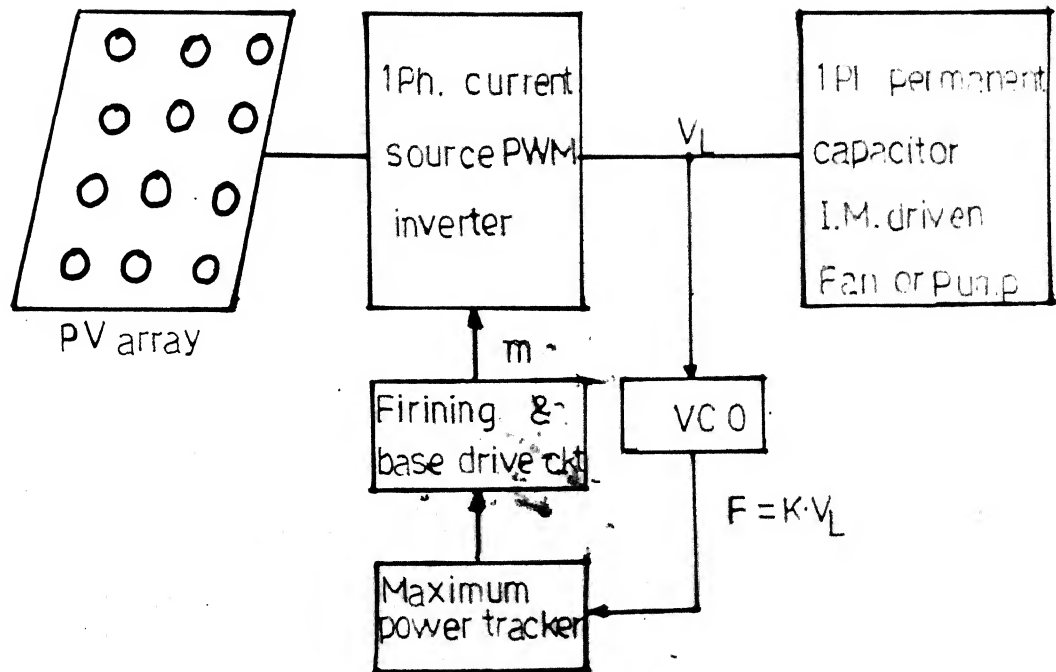 1Ph. current
source PWM
inverter
V_L
1Ph permanent
capacitor
I.M. driven
Fan or Pump
PV array
m
Firining &
base drive ckt
VCO
F = K·V_L
Maximum
power tracker